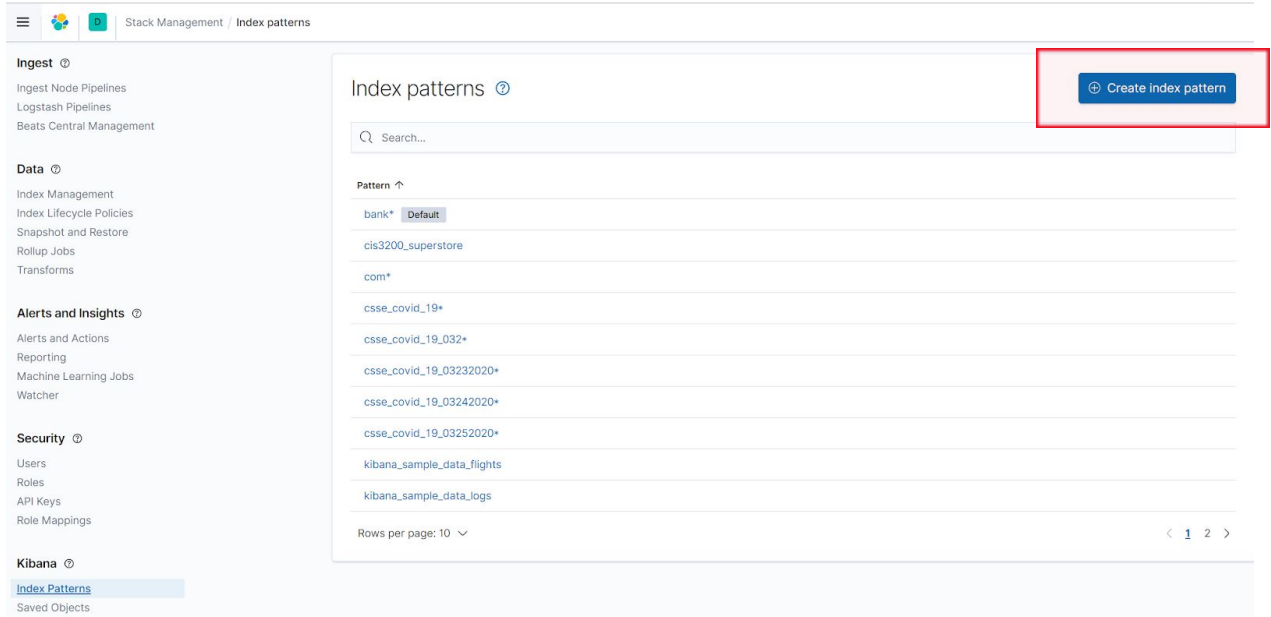 D Stack Management / Index patterns
Ingest
Ingest Node Pipelines
Logstash Pipelines
Beats Central Management
Data
Index Management
Index Lifecycle Policies
Snapshot and Restore
Rollup Jobs
Transforms
Alerts and Insights
Alerts and Actions
Reporting
Machine Learning Jobs
Watcher
Security
Users
Roles
API Keys
Role Mappings
Kibana
Index Patterns
Saved Objects
Index patterns
Create index pattern
Search...
Pattern
bank* Default
cis3200_superstore
com*
csse_covid_19*
csse_covid_19_032*
csse_covid_19_03232020*
csse_covid_19_03242020*
csse_covid_19_03252020*
kibana_sample_data_flights
kibana_sample_data_logs
Rows per page: 10
< 1 2 >